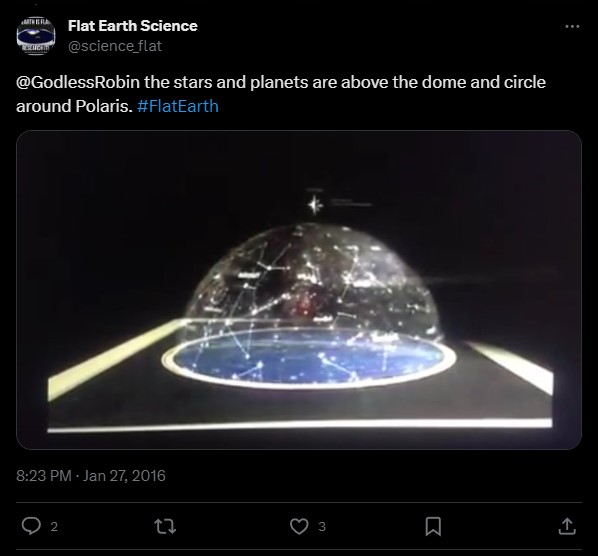 Flat Earth Science
@science_flat
@GodlessRobin the stars and planets are above the dome and circle
around Polaris. #FlatEarth
8:23 PM · Jan 27, 2016
2
3